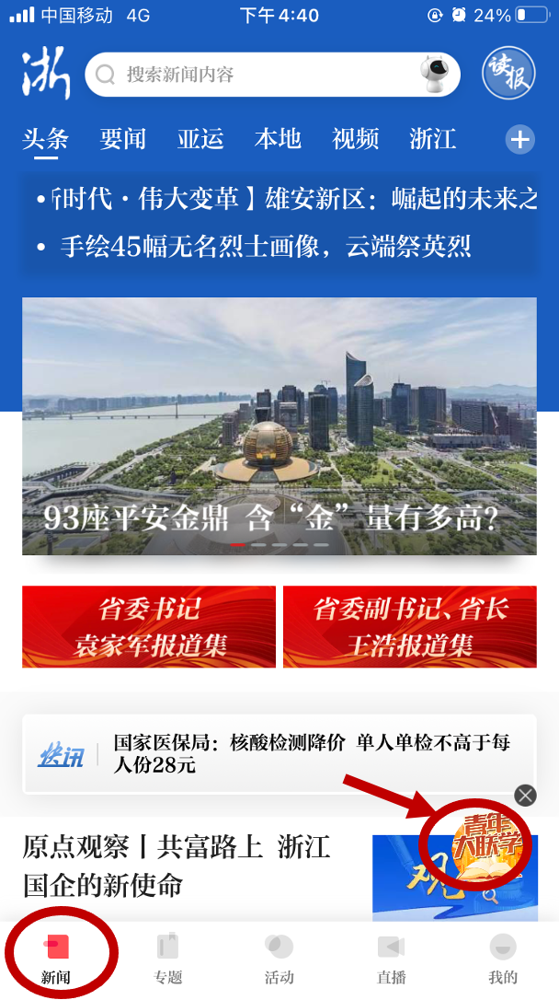 中国移动 4G 下午4:40 24%
浙 搜索新闻内容 读报
头条 要闻 亚运 本地 视频 浙江
时代·伟大变革】雄安新区：崛起的未来之
手绘45幅无名烈士画像，云端祭英烈
93座平安金鼎 含“金”量有多高？
省委书记
袁家军报道集
省委副书记、省长
王浩报道集
快讯
国家医保局：核酸检测降价 单人单检不高于每
人份28元
原点观察丨共富路上 浙江
国企的新使命
青年
大联学
观
新闻 专题 活动 直播 我的